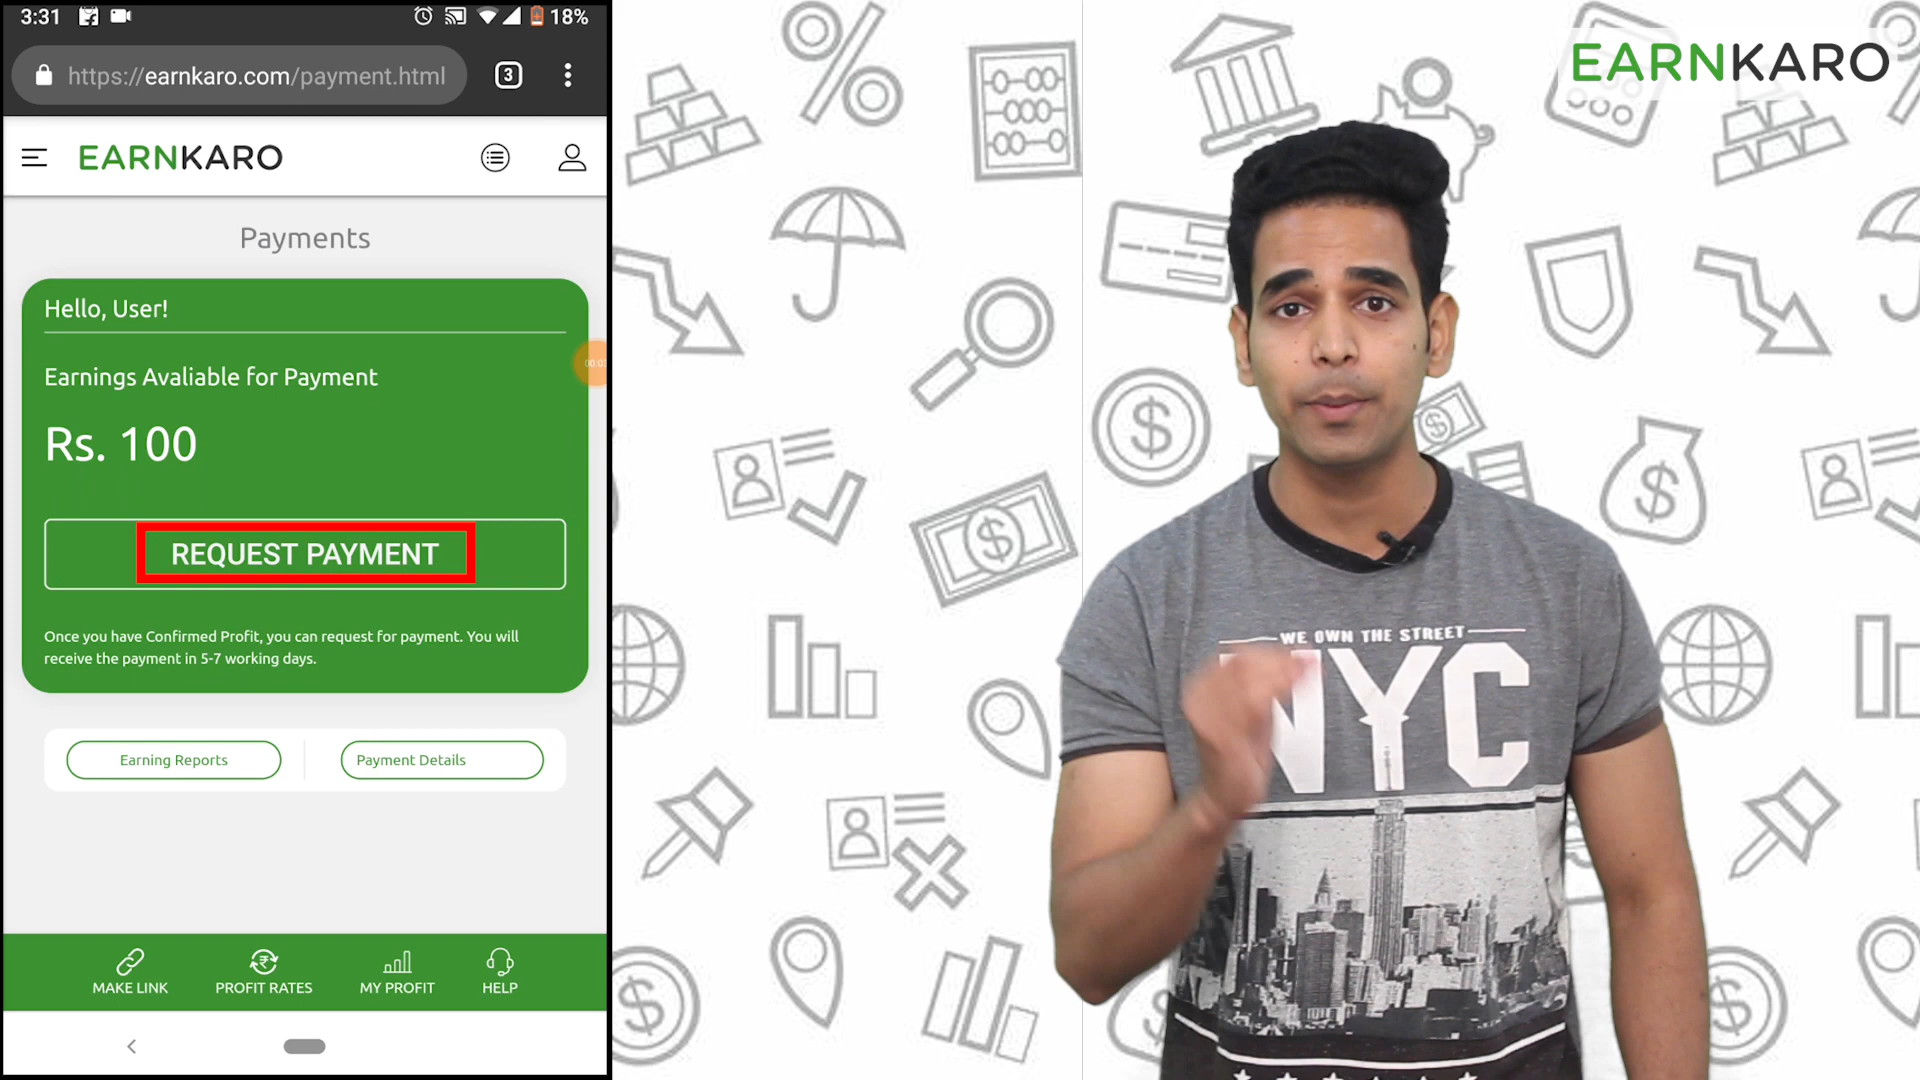 3:31
18%
https://earnkaro.com/payment.html
3
EARNKARO
Payments
Hello, User!
Earnings Avaliable for Payment
Rs. 100
REQUEST PAYMENT
Once you have Confirmed Profit, you can request for payment. You will
receive the payment in 5-7 working days.
Earning Reports
Payment Details
MAKE LINK
PROFIT RATES
MY PROFIT
HELP
EARNKARO
WE OWN THE STREET
NYC